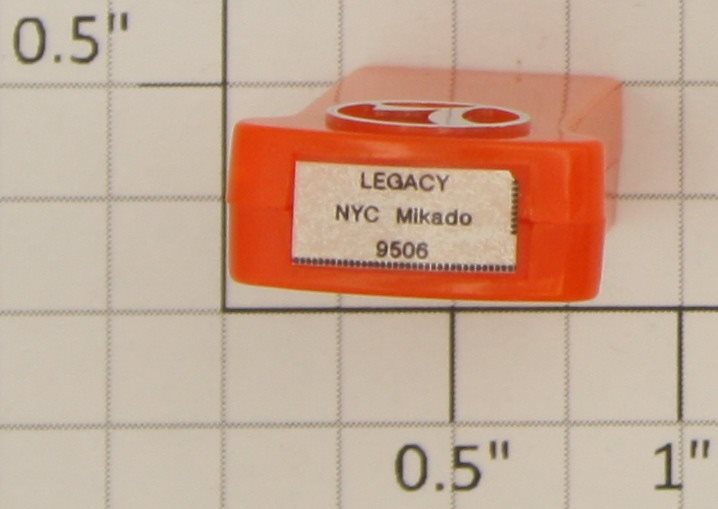 0.5"
LEGACY
NYC Mikado
9506
0.5" 1"